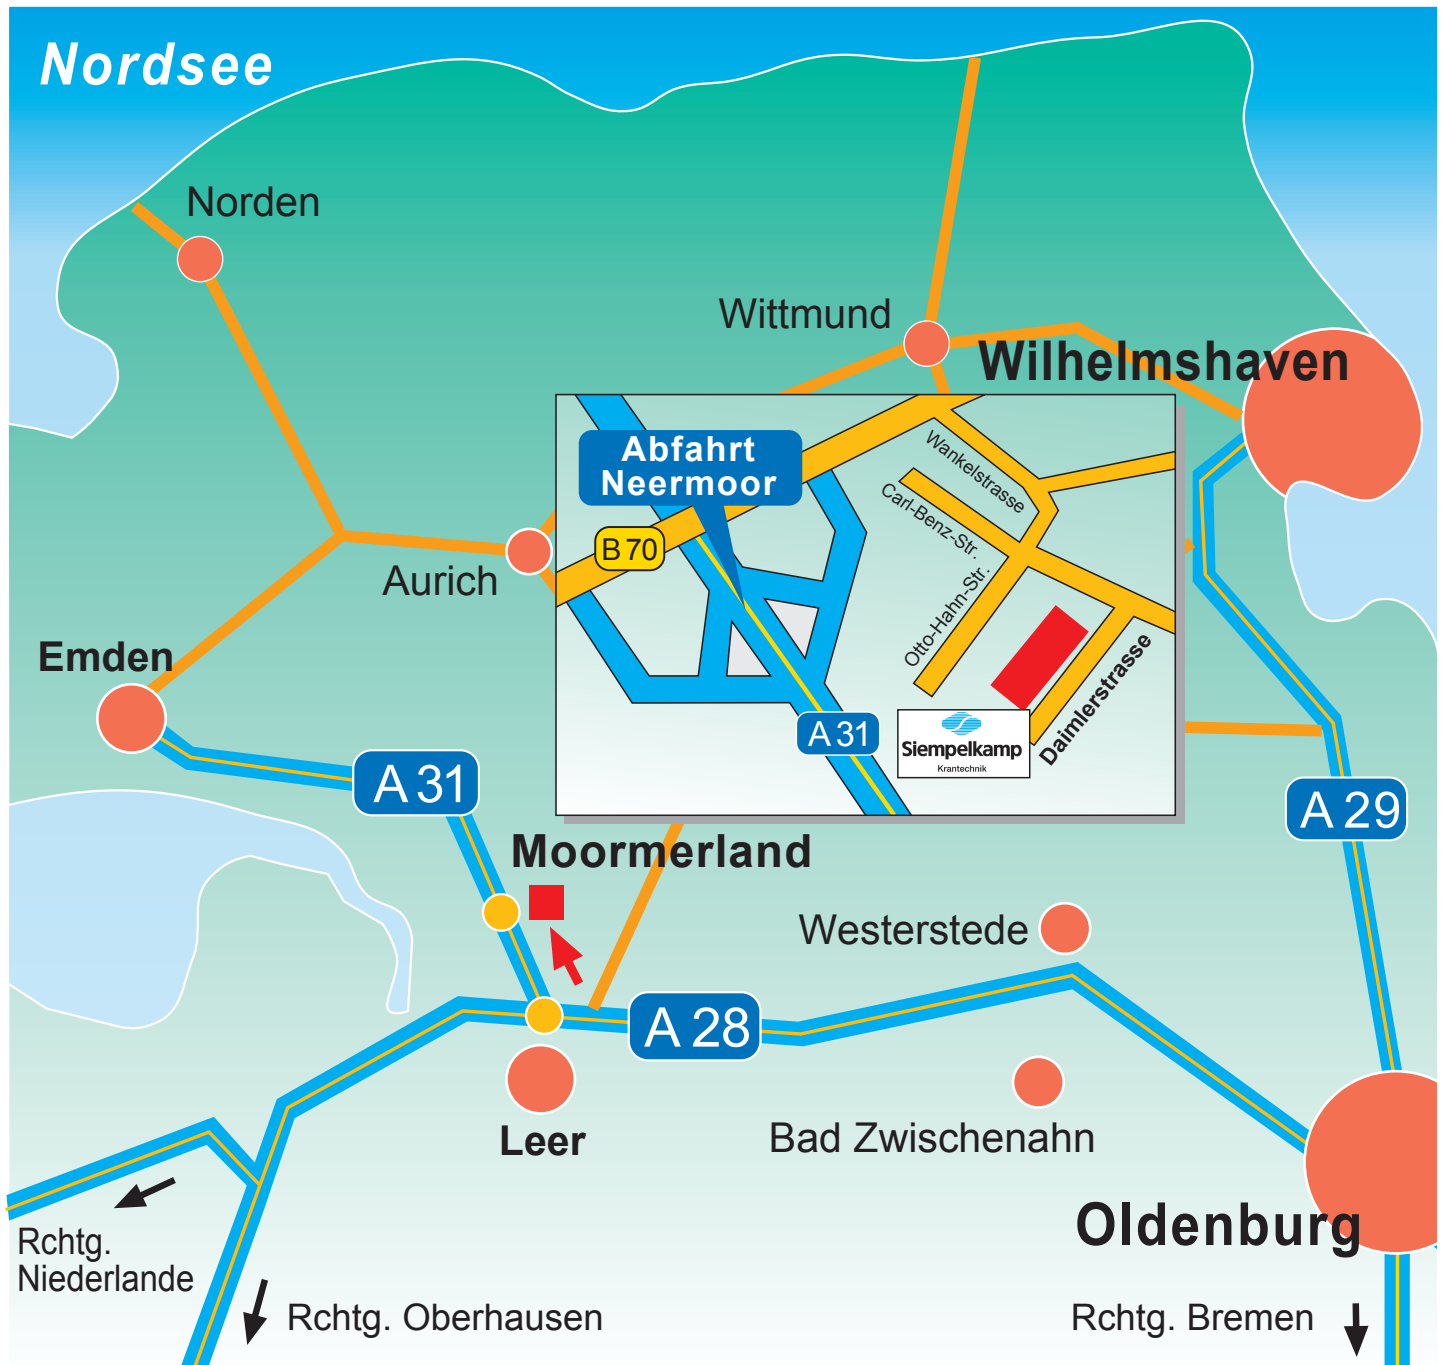 Nordsee
Norden
Wittmund
Wilhelmshaven
Abfahrt
Neermoor
Wankelstrasse
Carl-Benz-Str.
B 70
Otto-Hahn-Str.
Aurich
Daimlerstrasse
Emden
A 31
Siempelkamp
Krantechnik
A 31
A 29
Moormerland
Westerstede
A 28
Leer
Bad Zwischenahn
Oldenburg
Rchtg.
Niederlande
Rchtg. Oberhausen
Rchtg. Bremen